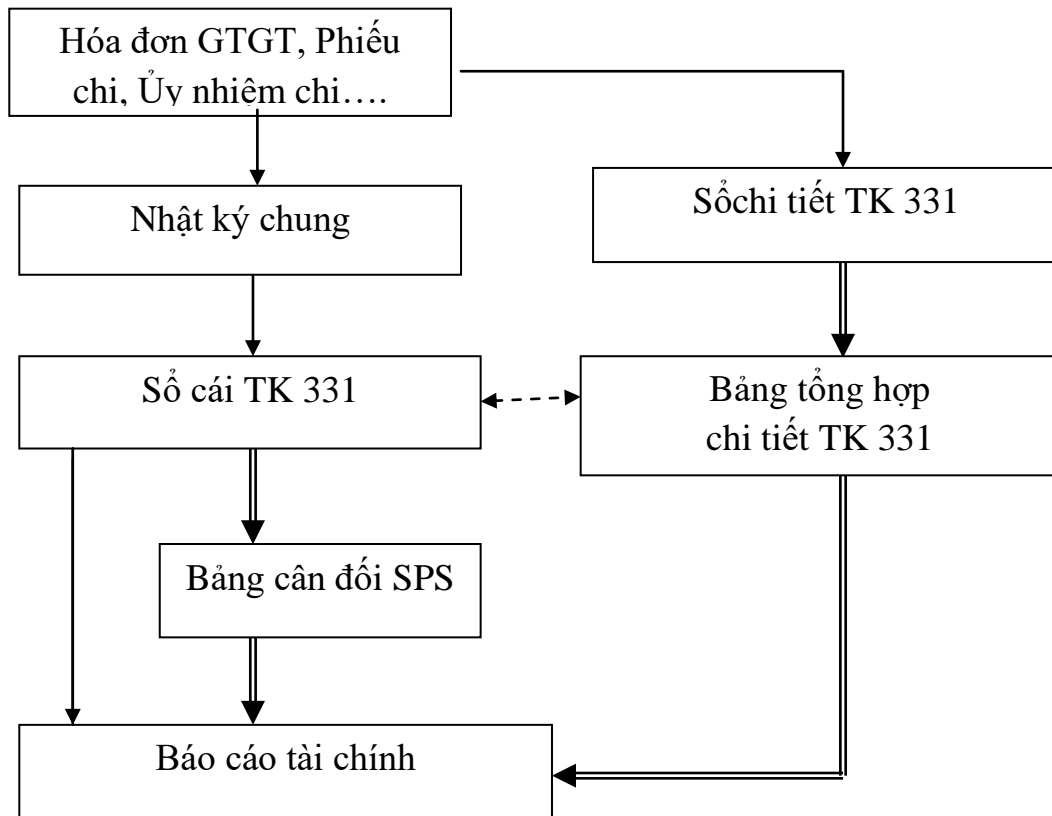 Hóa đơn GTGT, Phiếu
chi, Ủy nhiệm chi….
Nhật ký chung
Sổchi tiết TK 331
Sổ cái TK 331
Bảng tổng hợp
chi tiết TK 331
Bảng cân đối SPS
Báo cáo tài chính